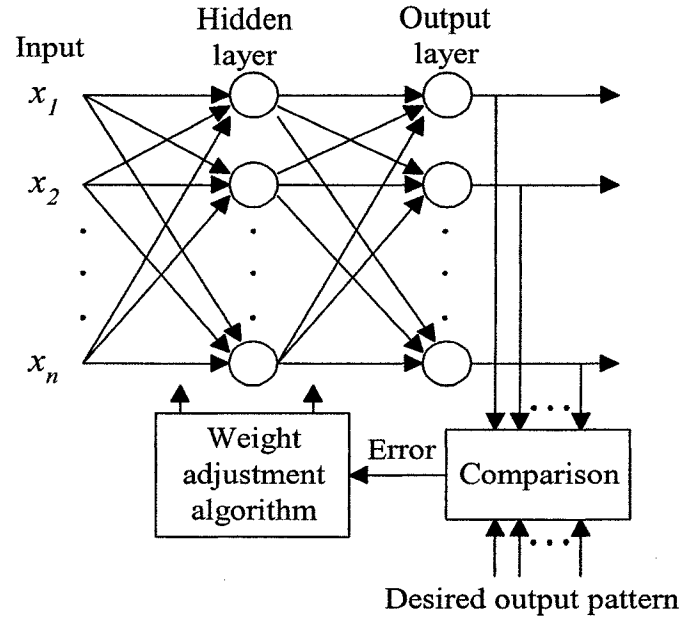 Input
Hidden
layer
Output
layer
x₁
x₂
xₙ
Weight
adjustment
algorithm
Error
Comparison
Desired output pattern